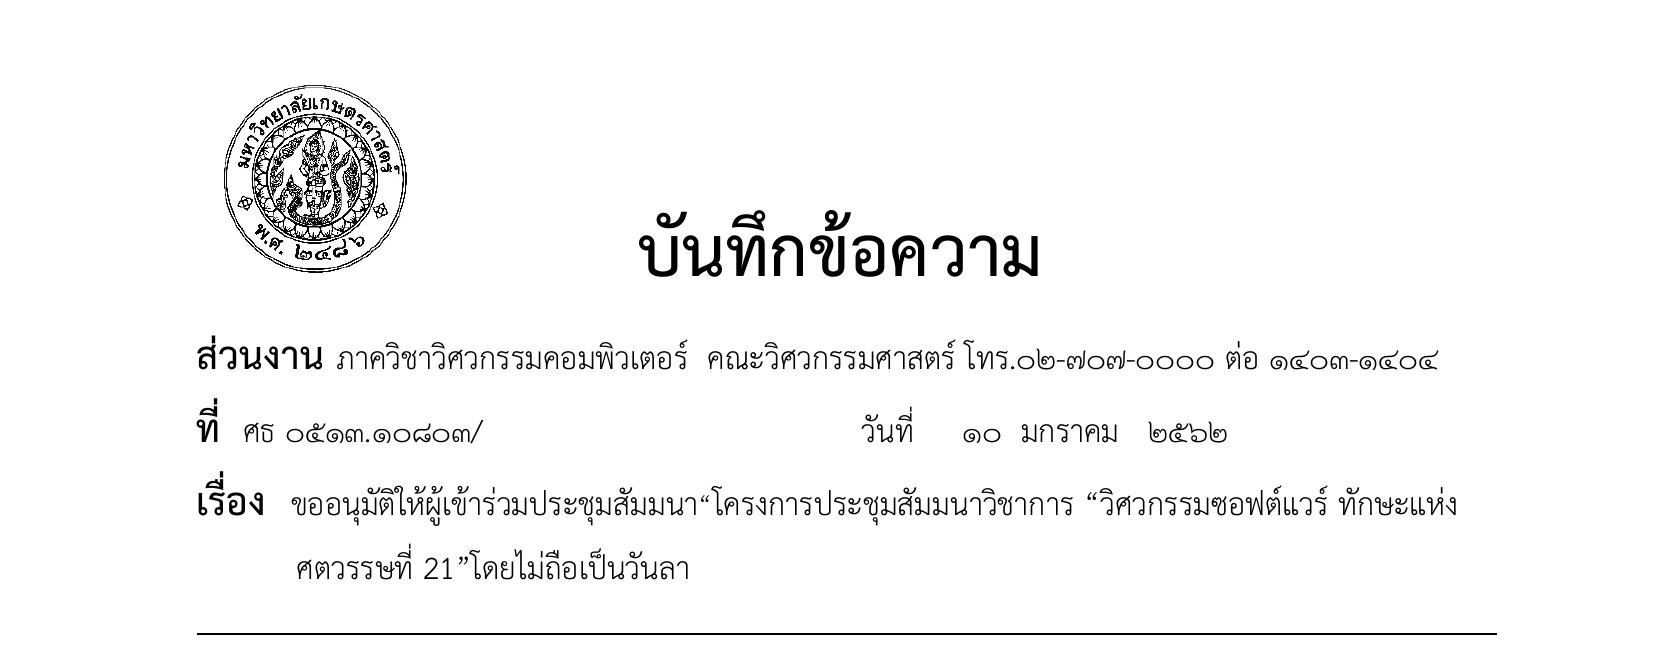 มหาวิทยาลัยเกษตรศาสตร์
พ.ศ. ๒๔๘๖
บันทึกข้อความ
ส่วนงาน ภาควิชาวิศวกรรมคอมพิวเตอร์ คณะวิศวกรรมศาสตร์ โทร.๐๒-๗๐๗-๐๐๐๐ ต่อ ๑๔๐๓-๑๔๐๔
ที่ ศธ ๐๕๑๓.๑๐๘๐๓/ วันที่ ๑๐ มกราคม ๒๕๖๒
เรื่อง ขออนุมัติให้ผู้เข้าร่วมประชุมสัมมนา“โครงการประชุมสัมมนาวิชาการ “วิศวกรรมซอฟต์แวร์ ทักษะแห่ง
ศตวรรษที่ 21”โดยไม่ถือเป็นวันลา